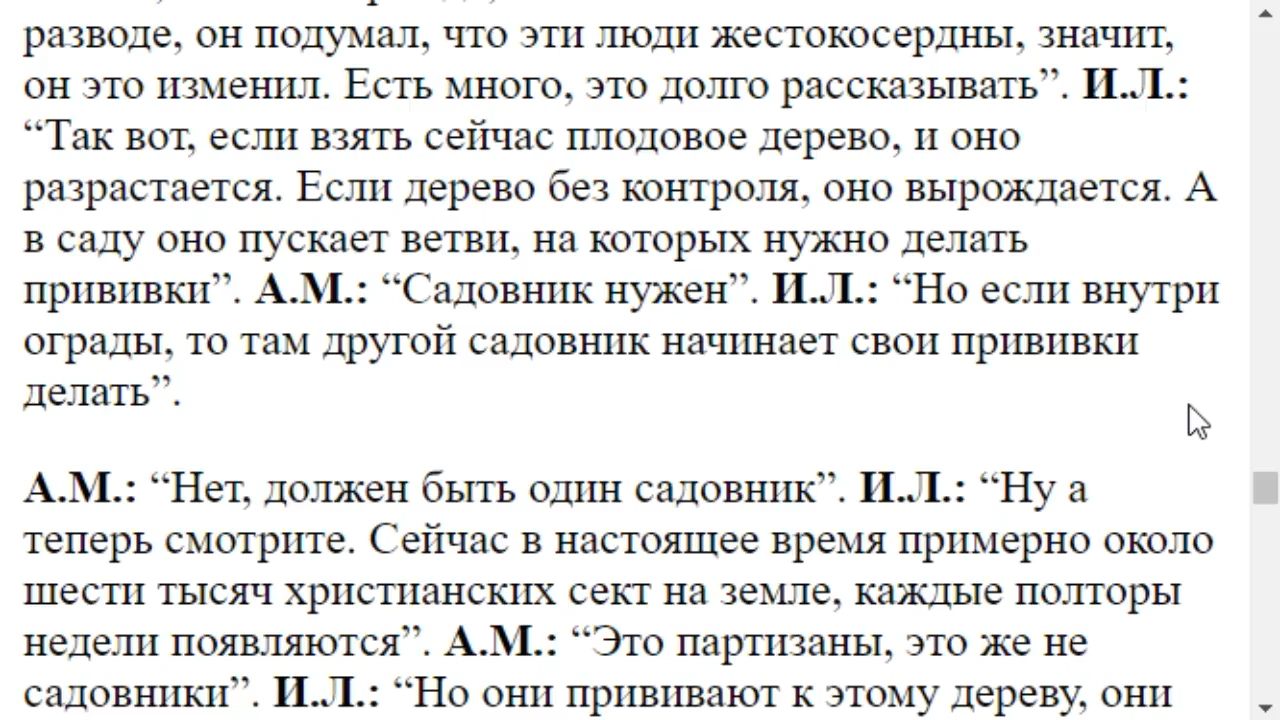 разводе, он подумал, что эти люди жестокосердны, значит,
он это изменил. Есть много, это долго рассказывать”. И.Л.:
“Так вот, если взять сейчас плодовое дерево, и оно
разрастается. Если дерево без контроля, оно вырождается. А
в саду оно пускает ветви, на которых нужно делать
прививки”. А.М.: “Садовник нужен”. И.Л.: “Но если внутри
ограды, то там другой садовник начинает свои прививки
делать”.
А.М.: “Нет, должен быть один садовник”. И.Л.: “Ну а
теперь смотрите. Сейчас в настоящее время примерно около
шести тысяч христианских сект на земле, каждые полторы
недели появляются”. А.М.: “Это партизаны, это же не
садовники”. И.Л.: “Но они прививают к этому дереву, они